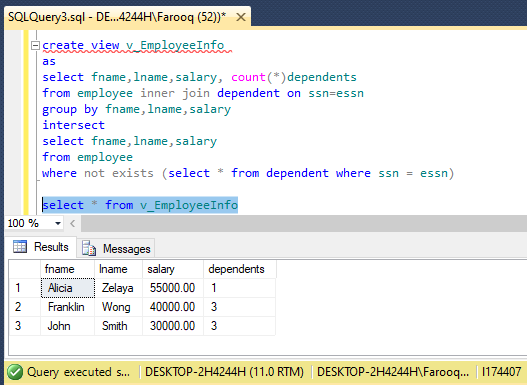 SQLQuery3.sql - DE...4244H\Farooq (52))* ×
create view v_EmployeeInfo
as
select fname,lname,salary, count(*)dependents
from employee inner join dependent on ssn=essn
group by fname,lname,salary
intersect
select fname,lname,salary
from employee
where not exists (select * from dependent where ssn = essn)
select * from v_EmployeeInfo
100 %
Results Messages
fname lname salary dependents
1 Alicia Zelaya 55000.00 1
2 Franklin Wong 40000.00 3
3 John Smith 30000.00 3
Query executed s... DESKTOP-2H4244H (11.0 RTM) DESKTOP-2H4244H\Farooq... I174407